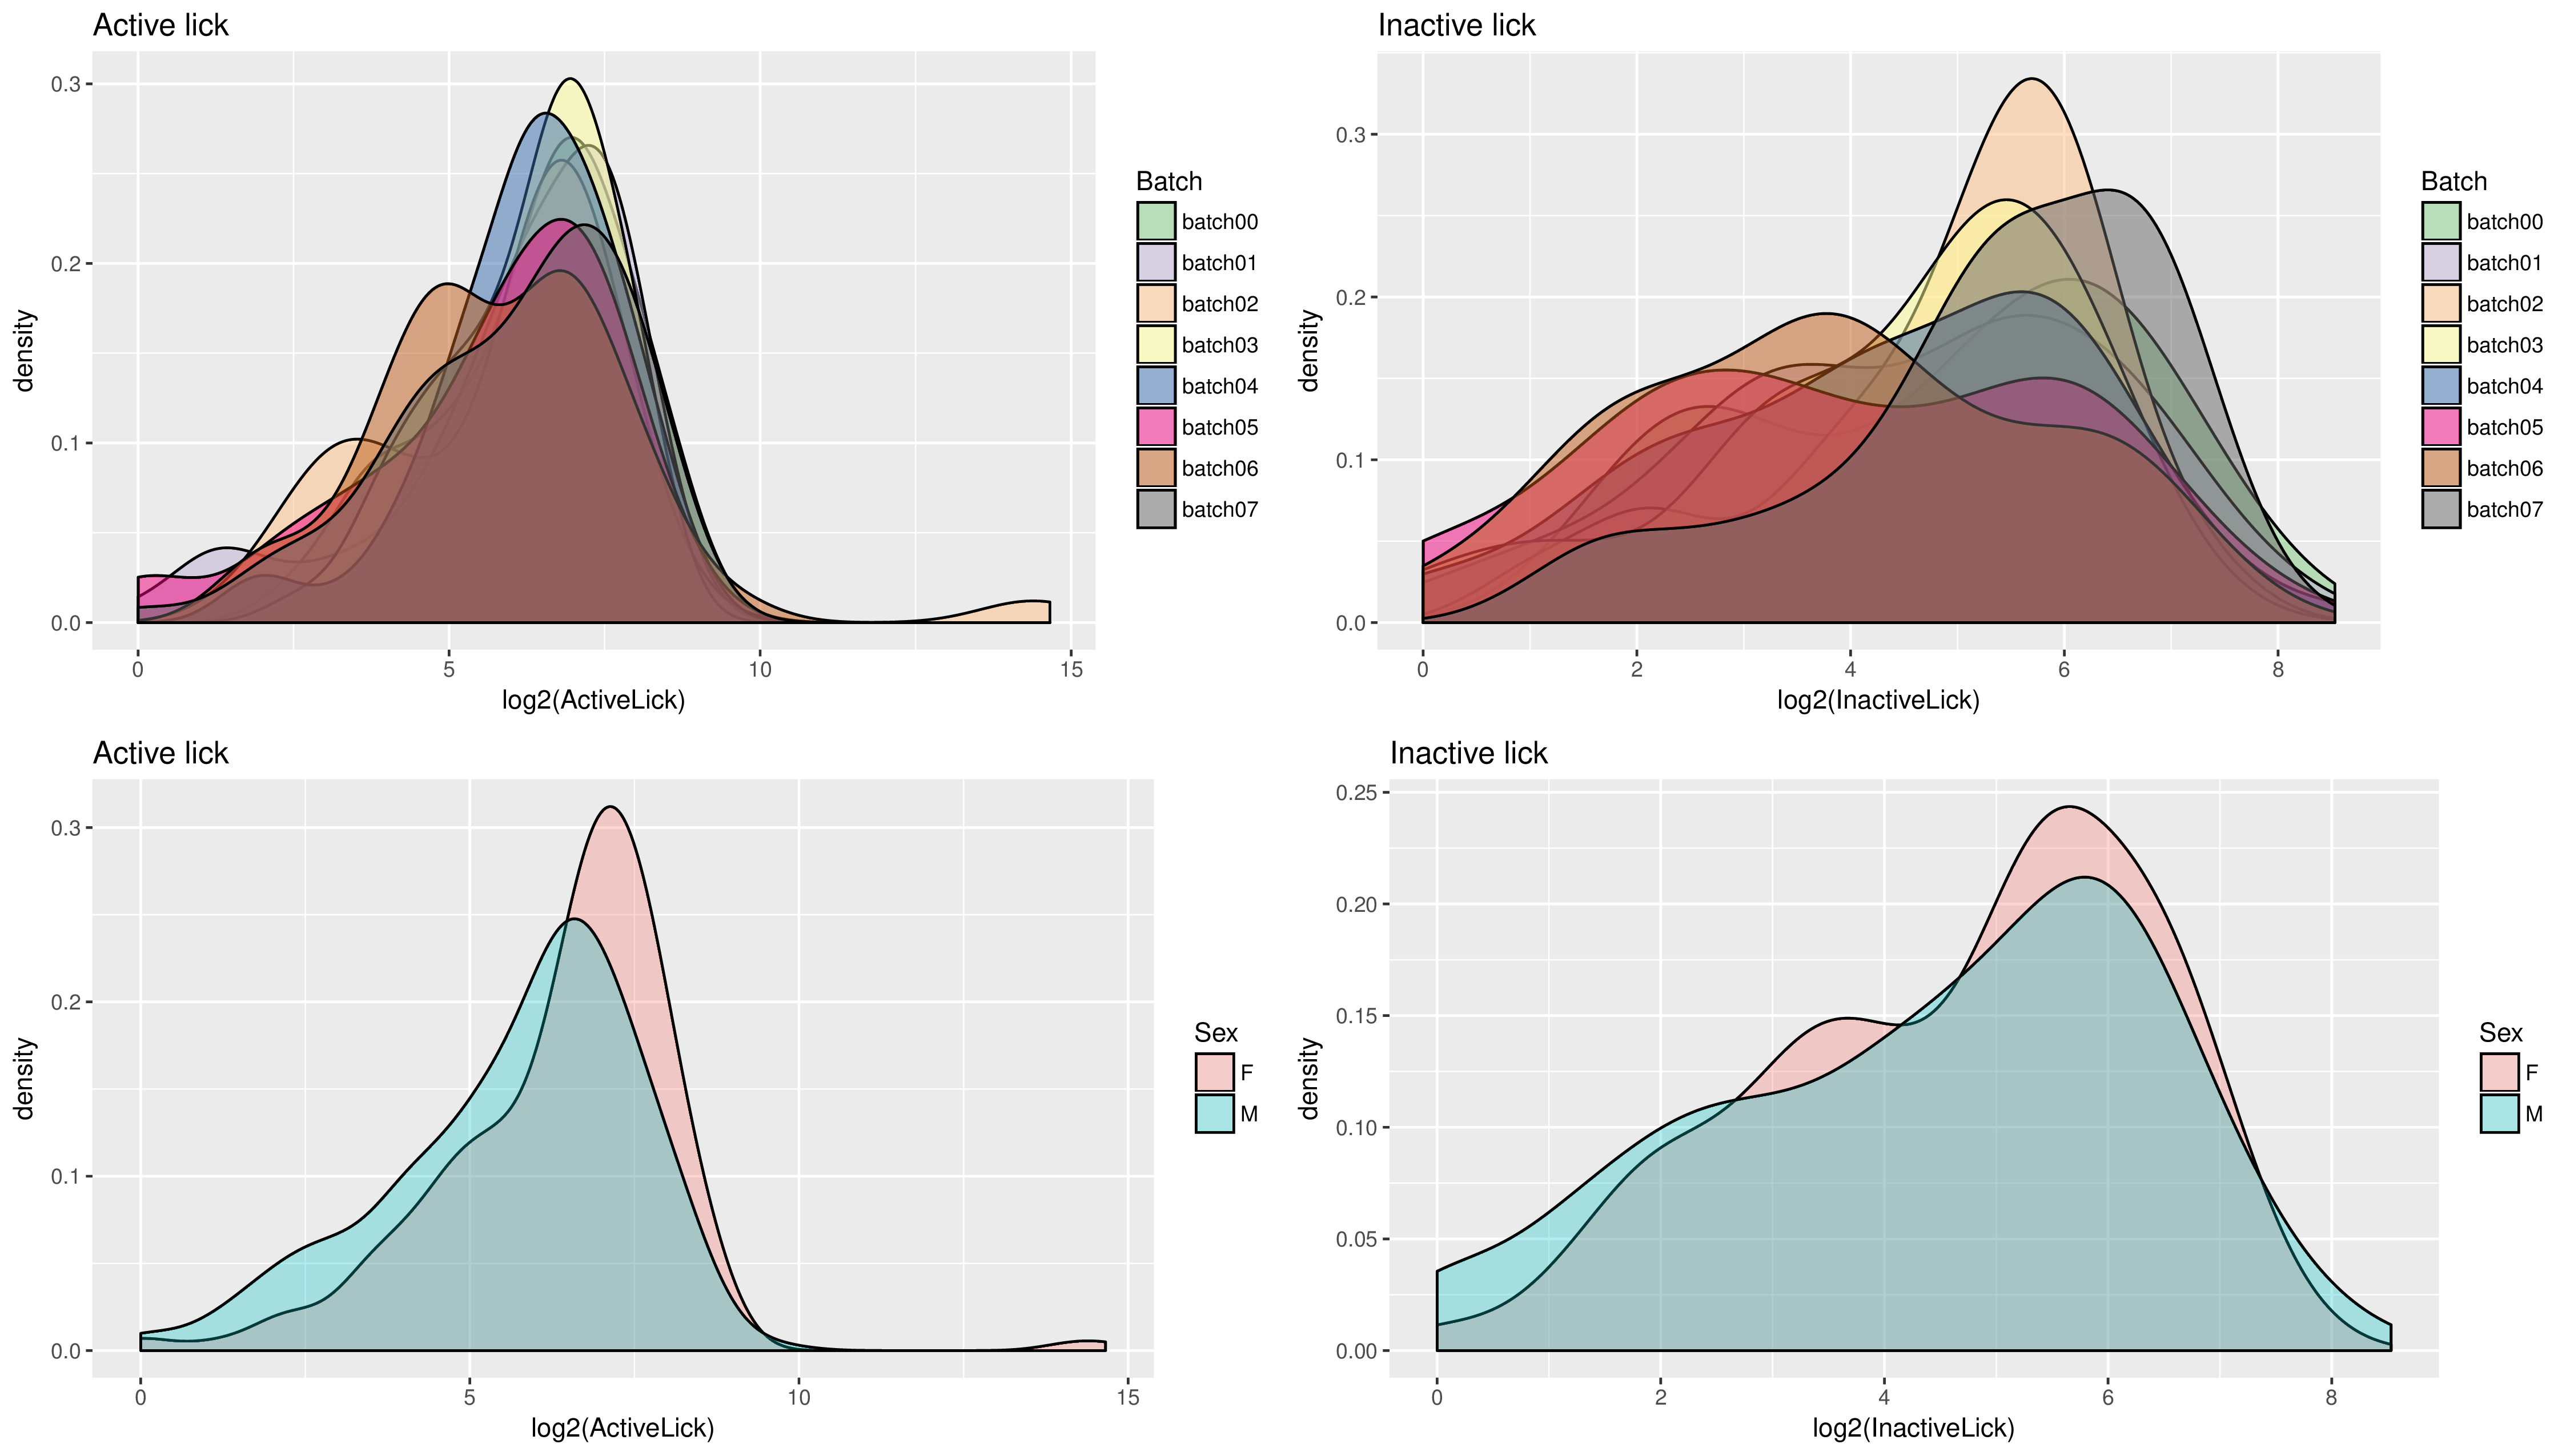 Active lick
density
0.3
0.2
0.1
0.0
0 5 10 15
log2(ActiveLick)
Batch
batch00
batch01
batch02
batch03
batch04
batch05
batch06
batch07
Inactive lick
density
0.3
0.2
0.1
0.0
0 2 4 6 8
log2(InactiveLick)
Batch
batch00
batch01
batch02
batch03
batch04
batch05
batch06
batch07
Active lick
density
0.3
0.2
0.1
0.0
0 5 10 15
log2(ActiveLick)
Sex
F
M
Inactive lick
density
0.25
0.20
0.15
0.10
0.05
0.00
0 2 4 6 8
log2(InactiveLick)
Sex
F
M